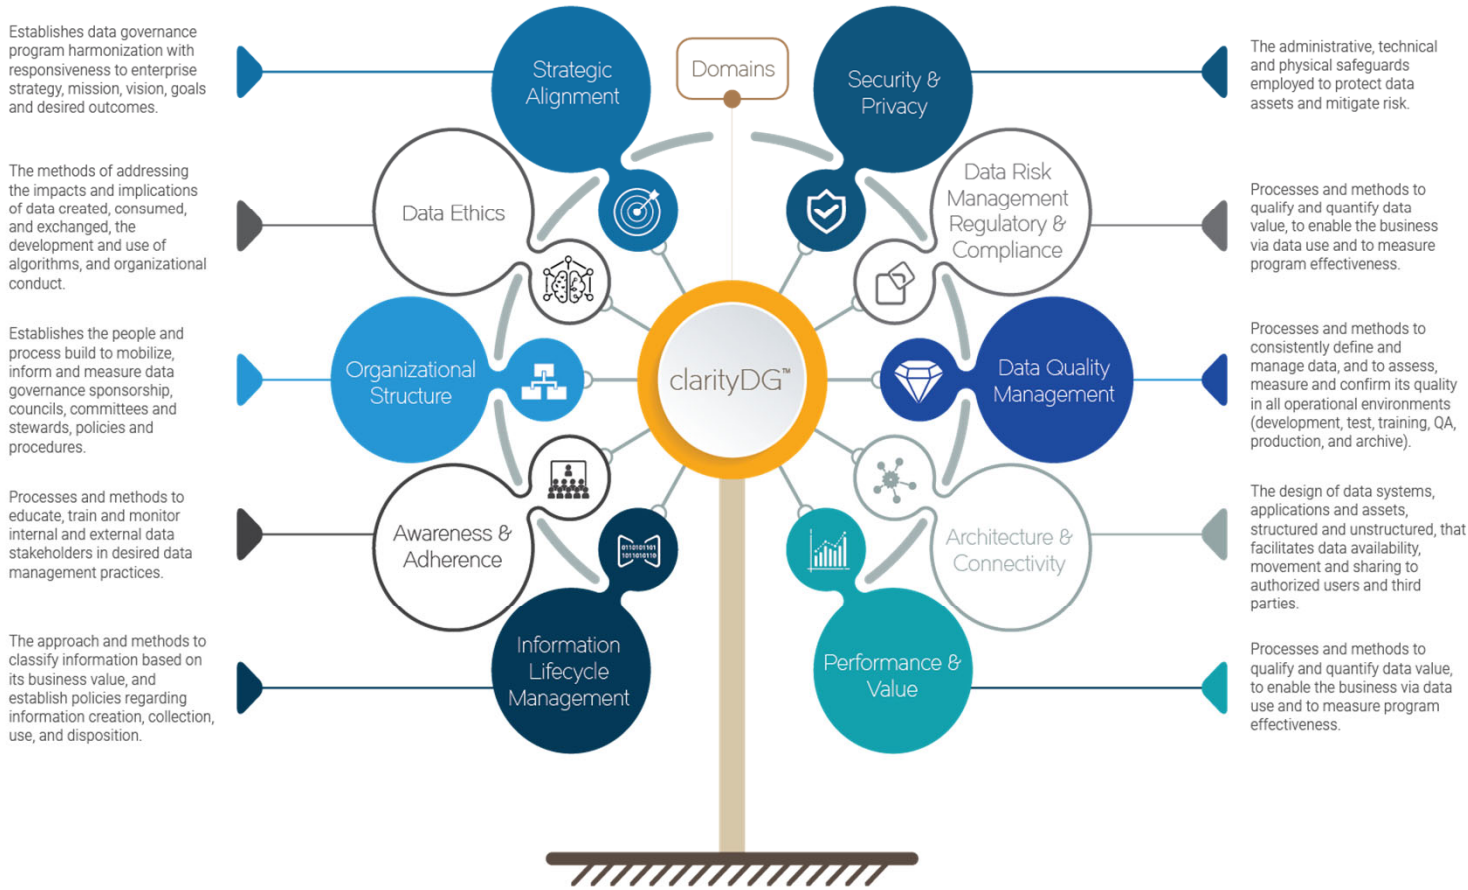 Establishes data governance
program harmonization with
responsiveness to enterprise
strategy, mission, vision, goals
and desired outcomes.
The methods of addressing
the impacts and implications
of data created, consumed,
and exchanged, the
development and use of
algorithms, and organizational
conduct.
Establishes the people and
process build to mobilize,
inform and measure data
governance sponsorship,
councils, committees and
stewards, policies and
procedures.
Processes and methods to
educate, train and monitor
internal and external data
stakeholders in desired data
management practices.
The approach and methods to
classify information based on
its business value, and
establish policies regarding
information creation, collection,
use, and disposition.
Strategic
Alignment
Data Ethics
Organizational
Structure
Awareness &
Adherence
0110101101
1011010110
Information
Lifecycle
Management
Domains
clarityDG™
Security &
Privacy
Data Risk
Management
Regulatory &
Compliance
Data Quality
Management
Architecture &
Connectivity
Performance &
Value
The administrative, technical
and physical safeguards
employed to protect data
assets and mitigate risk.
Processes and methods to
qualify and quantify data
value, to enable the business
via data use and to measure
program effectiveness.
Processes and methods to
consistently define and
manage data, and to assess,
measure and confirm its quality
in all operational environments
(development, test, training, QA,
production, and archive).
The design of data systems,
applications and assets,
structured and unstructured, that
facilitates data availability,
movement and sharing to
authorized users and third
parties.
Processes and methods to
qualify and quantify data value,
to enable the business via data
use and to measure program
effectiveness.